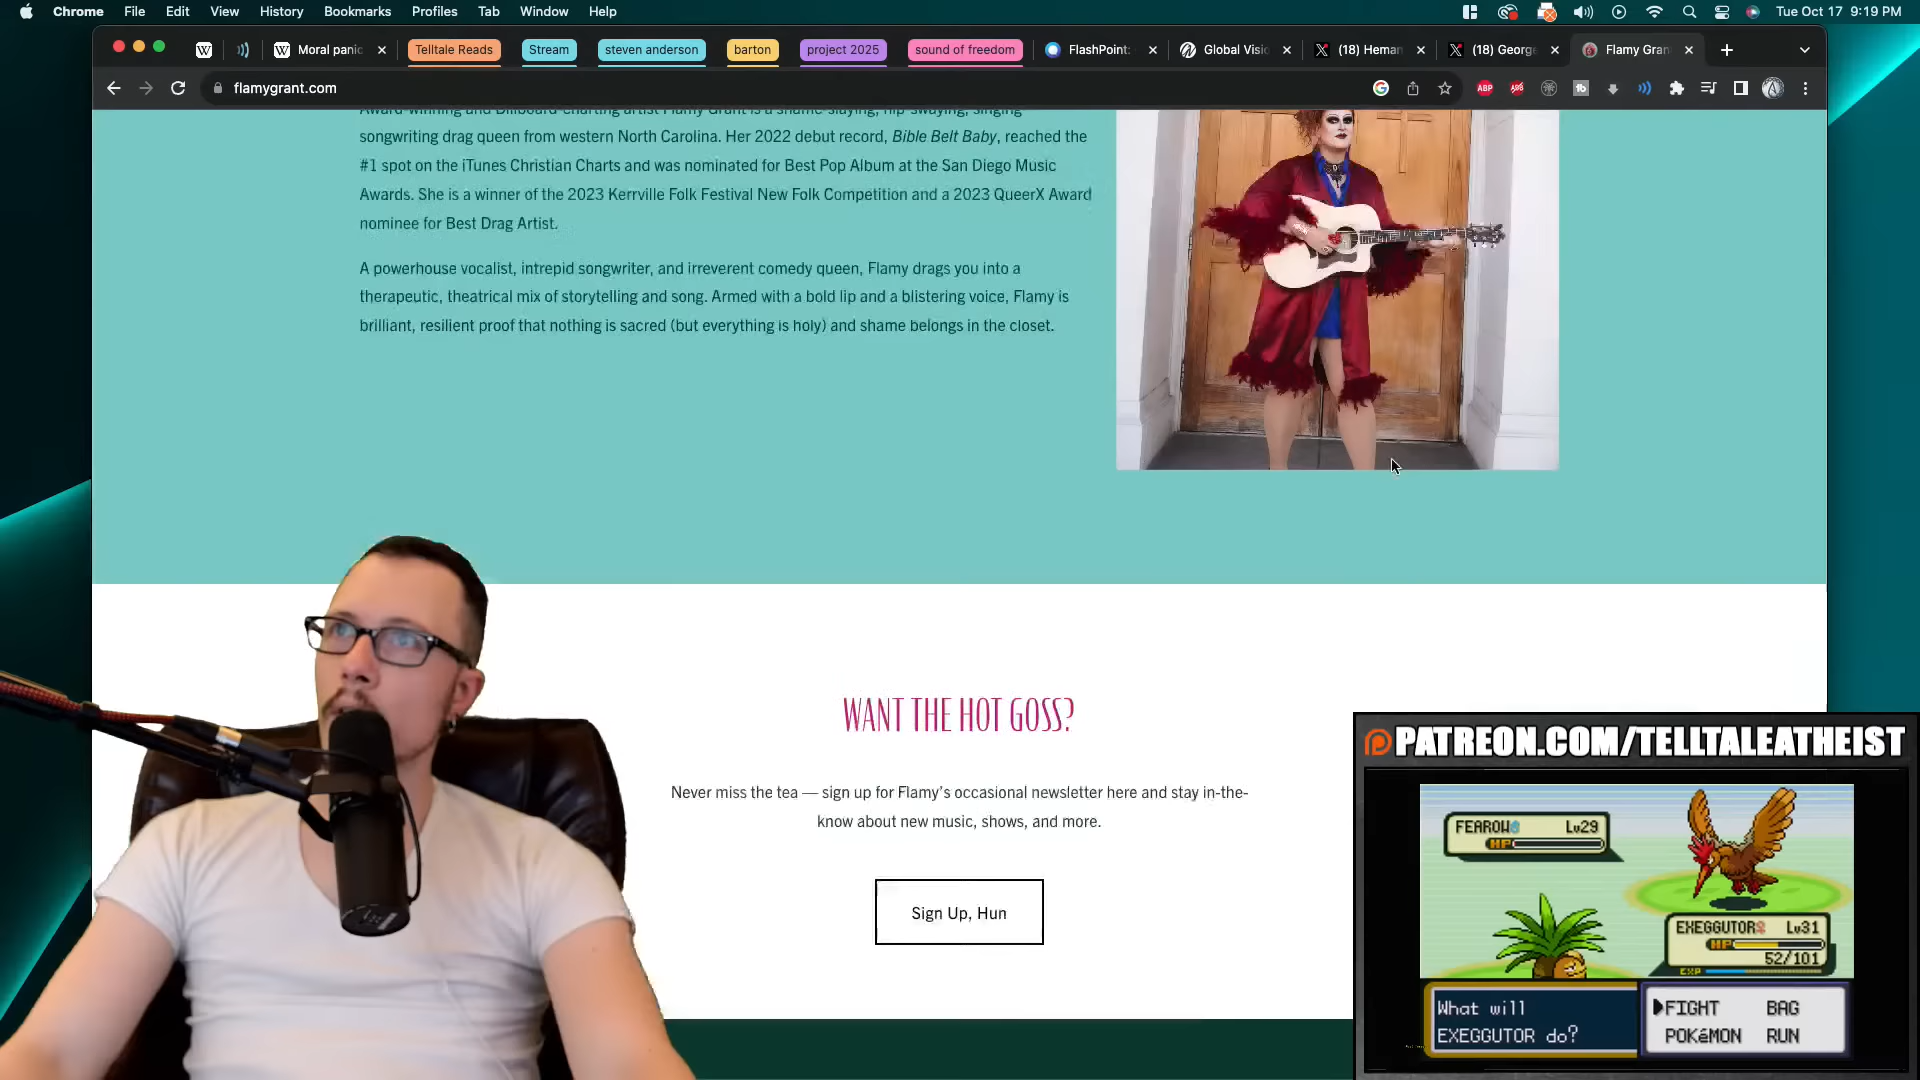 Chrome File Edit View History Bookmarks Profiles Tab Window Help Tue Oct 17 9:19 PM
Moral panic Telltale Reads Stream steven anderson barton project 2025 sound of freedom FlashPoint: Global Visi (18) Heman (18) George Flamy Gran
flamygrant.com
songwriting drag queen from western North Carolina. Her 2022 debut record, Bible Belt Baby, reached the
#1 spot on the iTunes Christian Charts and was nominated for Best Pop Album at the San Diego Music
Awards. She is a winner of the 2023 Kerrville Folk Festival New Folk Competition and a 2023 QueerX Award
nominee for Best Drag Artist.
A powerhouse vocalist, intrepid songwriter, and irreverent comedy queen, Flamy drags you into a
therapeutic, theatrical mix of storytelling and song. Armed with a bold lip and a blistering voice, Flamy is
brilliant, resilient proof that nothing is sacred (but everything is holy) and shame belongs in the closet.
WANT THE HOT GOSS?
Never miss the tea — sign up for Flamy's occasional newsletter here and stay in-the-
know about new music, shows, and more.
Sign Up, Hun
PATREON.COM/TELLTALEATHEIST
FEAROW♂ Lv29
HP
EXEGGUTOR♀ Lv31
HP
52/101
EXP
What will
EXEGGUTOR do?
FIGHT BAG
POKéMON RUN